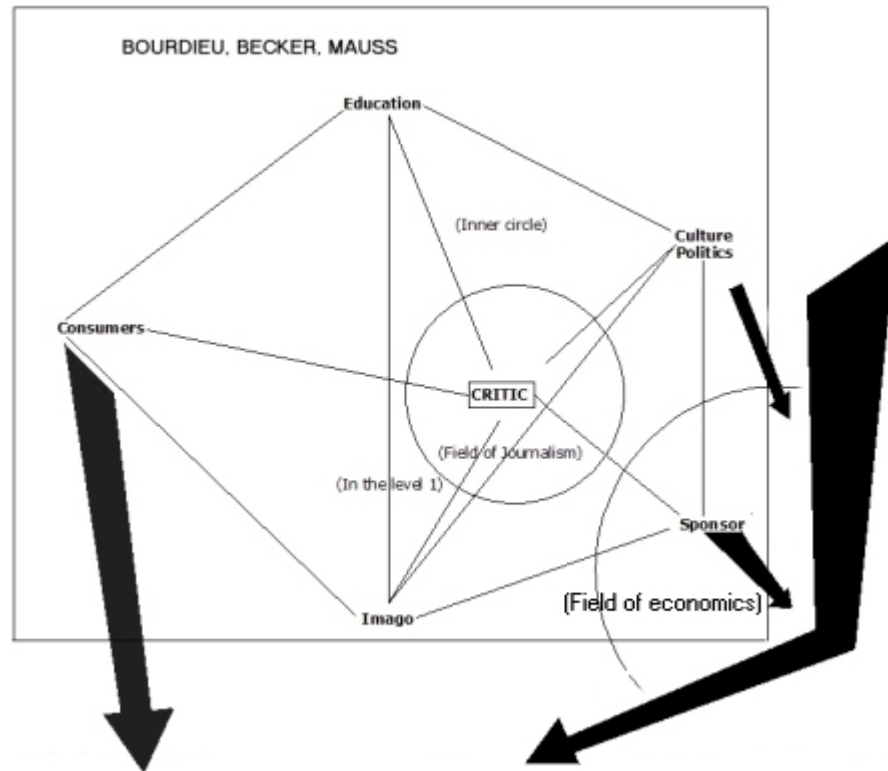 BOURDIEU, BECKER, MAUSS
Education
(Inner circle)
Culture
Politics
Consumers
CRITIC
(Field of Journalism)
(In the level 1)
Sponsor
(Field of economics)
Imago